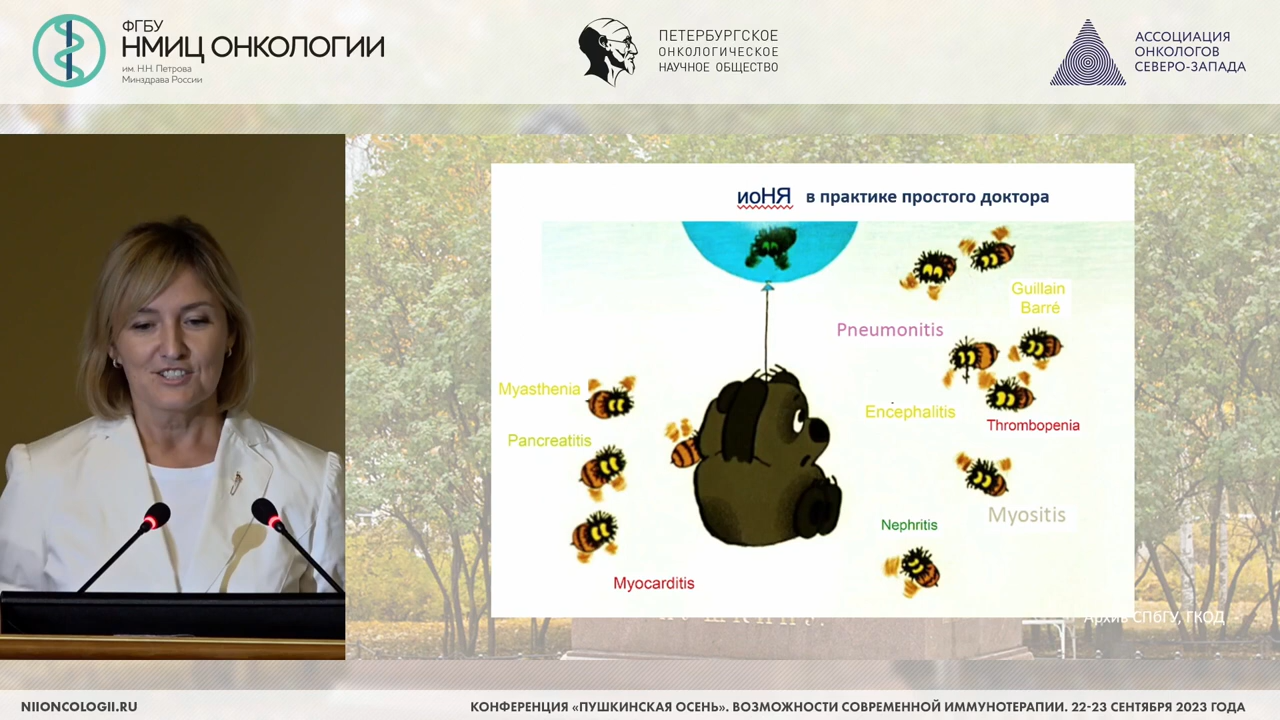 ФГБУ
НМИЦ ОНКОЛОГИИ
им. Н.Н. Петрова
Минздрава России
ПЕТЕРБУРГСКОЕ
ОНКОЛОГИЧЕСКОЕ
НАУЧНОЕ ОБЩЕСТВО
АССОЦИАЦИЯ
ОНКОЛОГОВ
СЕВЕРО-ЗАПАДА
иоНЯ в практике простого доктора
Guillain
Barré
Pneumonitis
Myasthenia
Encephalitis
Thrombopenia
Pancreatitis
Myositis
Nephritis
Myocarditis
Архив СПбГУ, ГКОД
NIIONCOLOGII.RU
КОНФЕРЕНЦИЯ «ПУШКИНСКАЯ ОСЕНЬ». ВОЗМОЖНОСТИ СОВРЕМЕННОЙ ИММУНОТЕРАПИИ. 22-23 СЕНТЯБРЯ 2023 ГОДА